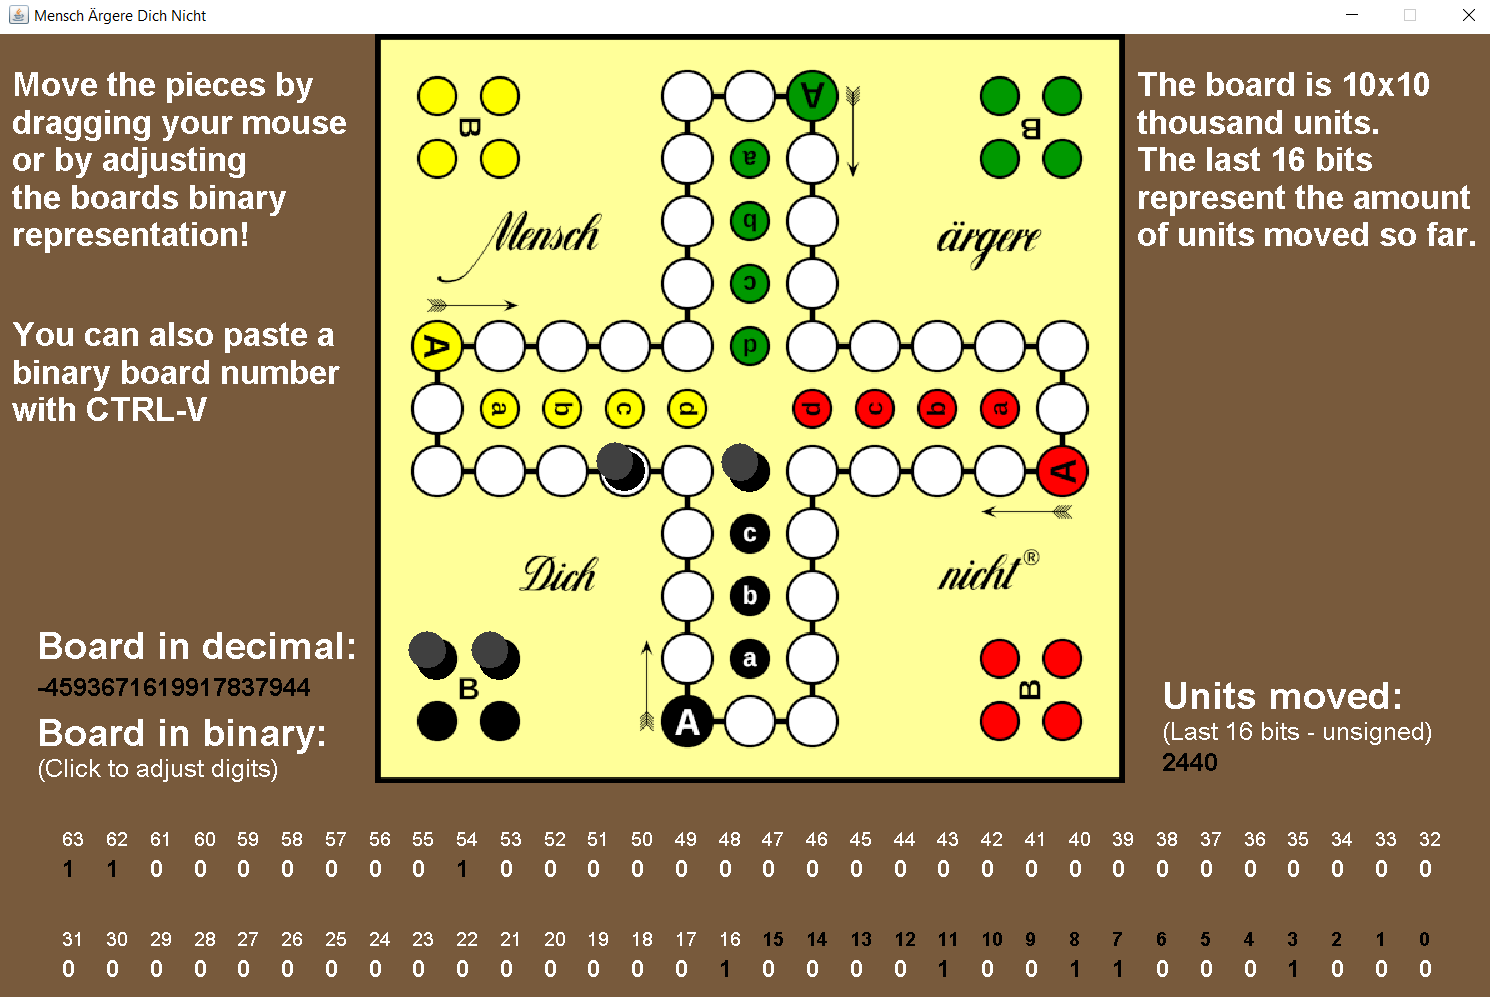 Mensch Ärgere Dich Nicht
Move the pieces by
dragging your mouse
or by adjusting
the boards binary
representation!
You can also paste a
binary board number
with CTRL-V
The board is 10x10
thousand units.
The last 16 bits
represent the amount
of units moved so far.
B
A
B
a
b
c
d
Mensch
ärgere
A
a b c d
d c b a
A
c
b
a
Dich
nicht®
B
A
B
Board in decimal:
-4593671619917837944
Board in binary:
(Click to adjust digits)
Units moved:
(Last 16 bits - unsigned)
2440
63 62 61 60 59 58 57 56 55 54 53 52 51 50 49 48 47 46 45 44 43 42 41 40 39 38 37 36 35 34 33 32
1 1 0 0 0 0 0 0 0 1 0 0 0 0 0 0 0 0 0 0 1 0 0 1 1 0 0 0 1 0 0 0
31 30 29 28 27 26 25 24 23 22 21 20 19 18 17 16 15 14 13 12 11 10 9 8 7 6 5 4 3 2 1 0
0 0 0 0 0 0 0 0 0 0 0 0 0 0 0 1 0 0 0 0 1 0 0 1 1 0 0 0 1 0 0 0